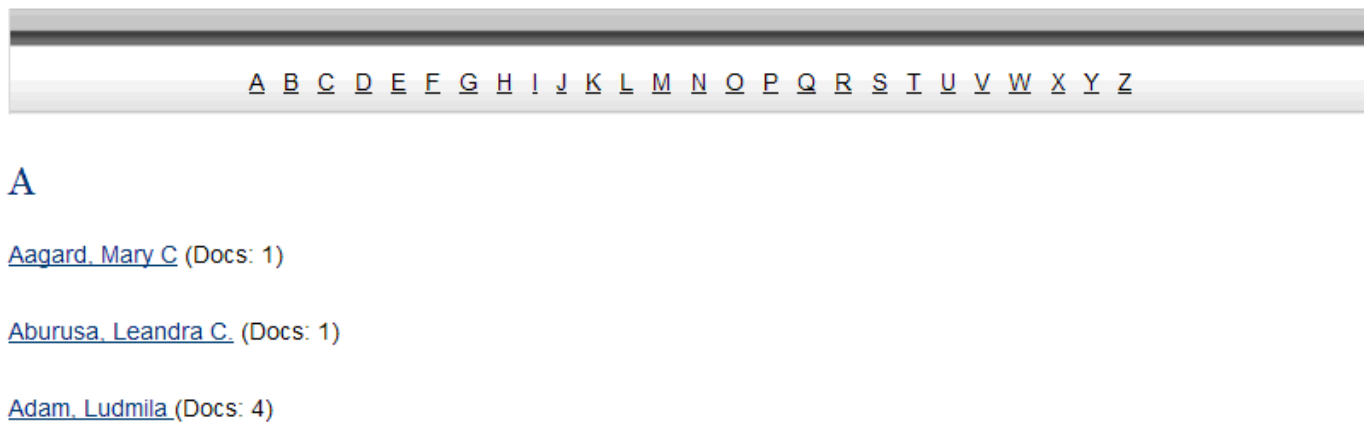 A B C D E F G H I J K L M N O P Q R S T U V W X Y Z
A
Aagard, Mary C (Docs: 1)
Aburusa, Leandra C. (Docs: 1)
Adam, Ludmila (Docs: 4)